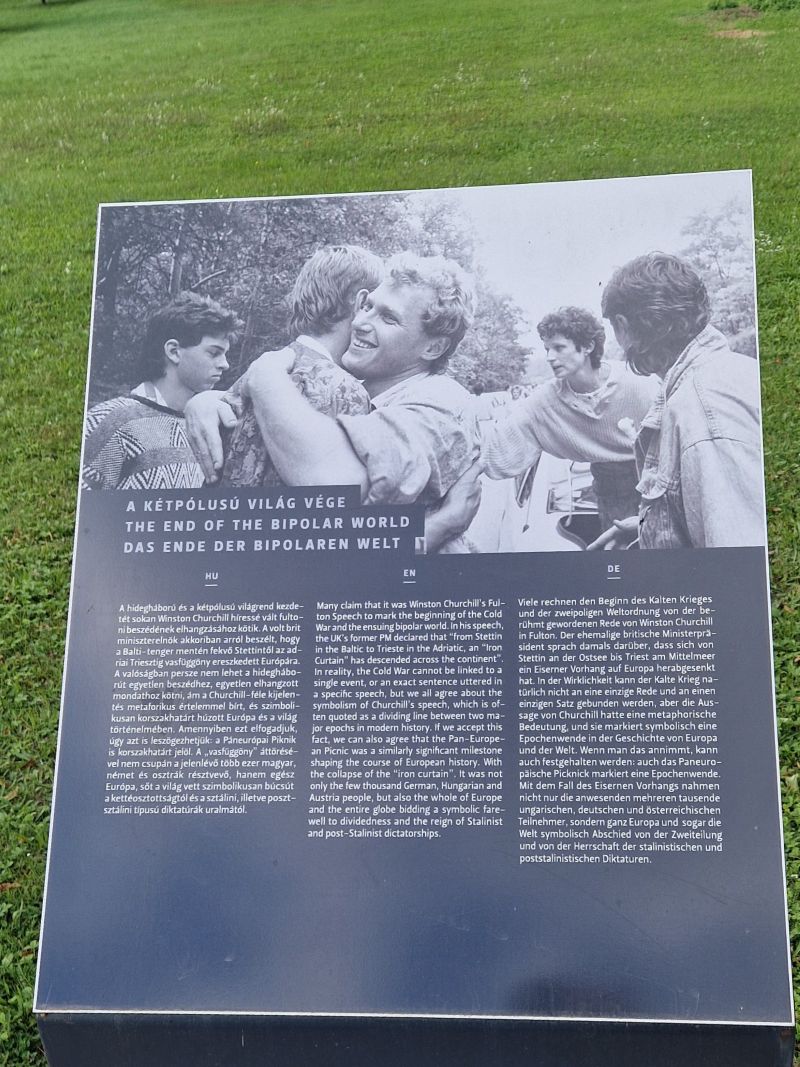 A KÉTPÓLUSÚ VILÁG VÉGE
THE END OF THE BIPOLAR WORLD
DAS ENDE DER BIPOLAREN WELT
HU
A hidegháború és a kétpólusú világrend kezde-
tét sokan Winston Churchill híressé vált fulto-
ni beszédének elhangzásához kötik. A volt brit
miniszterelnök akkoriban arról beszélt, hogy
a Balti-tenger mentén fekvő Stettintől az ad-
riai Triesztig vasfüggöny ereszkedett Európára.
A valóságban persze nem lehet a hideghábo-
rút egyetlen beszédhez, egyetlen elhangzott
mondathoz kötni, ám a Churchill-féle kijelen-
tés metaforikus értelemmel bírt, és szimboli-
kusan korszakhatárt húzott Európa és a világ
történelmében. Amennyiben ezt elfogadjuk,
úgy azt is leszögezhetjük: a Páneurópai Piknik
is korszakhatárt jelöl. A „vasfüggöny” áttörésé-
vel nem csupán a jelenlévő több ezer magyar,
német és osztrák résztvevő, hanem egész
Európa, sőt a világ vett szimbolikusan búcsút
a kettéosztottságtól és a sztálini, illetve poszt-
sztálini típusú diktatúrák uralmától.
EN
Many claim that it was Winston Churchill's Ful-
ton Speech to mark the beginning of the Cold
War and the ensuing bipolar world. In his speech,
the UK's former PM declared that “from Stettin
in the Baltic to Trieste in the Adriatic, an “Iron
Curtain” has descended across the continent”.
In reality, the Cold War cannot be linked to a
single event, or an exact sentence uttered in
a specific speech, but we all agree about the
symbolism of Churchill's speech, which is of-
ten quoted as a dividing line between two ma-
jor epochs in modern history. If we accept this
fact, we can also agree that the Pan-Europe-
an Picnic was a similarly significant milestone
shaping the course of European history. With
the collapse of the “iron curtain”. It was not
only the few thousand German, Hungarian and
Austria people, but also the whole of Europe
and the entire globe bidding a symbolic fare-
well to dividedness and the reign of Stalinist
and post-Stalinist dictatorships.
DE
Viele rechnen den Beginn des Kalten Krieges
und der zweipoligen Weltordnung von der be-
rühmt gewordenen Rede von Winston Churchill
in Fulton. Der ehemalige britische Ministerprä-
sident sprach damals darüber, dass sich von
Stettin an der Ostsee bis Triest am Mittelmeer
ein Eiserner Vorhang auf Europa herabgesenkt
hat. In der Wirklichkeit kann der Kalte Krieg na-
türlich nicht an eine einzige Rede und an einen
einzigen Satz gebunden werden, aber die Aus-
sage von Churchill hatte eine metaphorische
Bedeutung, und sie markiert symbolisch eine
Epochenwende in der Geschichte von Europa
und der Welt. Wenn man das annimmt, kann
auch festgehalten werden: auch das Paneuro-
päische Picknick markiert eine Epochenwende.
Mit dem Fall des Eisernen Vorhangs nahmen
nicht nur die anwesenden mehreren tausende
ungarischen, deutschen und österreichischen
Teilnehmer, sondern ganz Europa und sogar die
Welt symbolisch Abschied von der Zweiteilung
und von der Herrschaft der stalinistischen und
poststalinistischen Diktaturen.